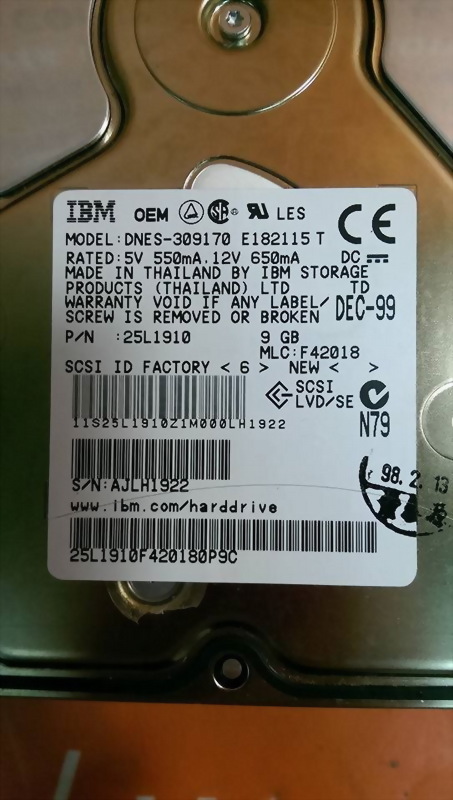 IBM OEM LES
MODEL: DNES-309170 E182115 T
RATED: 5V 550mA.12V 650mA DC
MADE IN THAILAND BY IBM STORAGE
PRODUCTS (THAILAND) LTD TD
WARRANTY VOID IF ANY LABEL/ DEC-99
SCREW IS REMOVED OR BROKEN
P/N :25L1910 9 GB
MLC: F42018
SCSI ID FACTORY < 6 > NEW < >
SCSI
LVD/SE
11S25L1910Z1M000LH1922
N79
S/N: AJLH1922
98. 2. 13
www.ibm.com/harddrive
25L1910F420180P9C